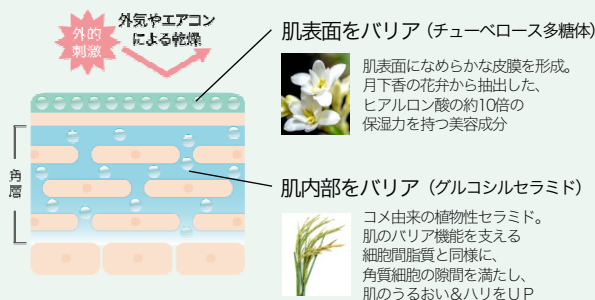 外的
刺激
外気やエアコン
による乾燥
肌表面をバリア（チューベロース多糖体）
肌表面になめらかな皮膜を形成。
月下香の花弁から抽出した、
ヒアルロン酸の約10倍の
保湿力を持つ美容成分
角層
肌内部をバリア（グルコシルセラミド）
コメ由来の植物性セラミド。
肌のバリア機能を支える
細胞間脂質と同様に、
角質細胞の隙間を満たし、
肌のうるおい&ハリをUP